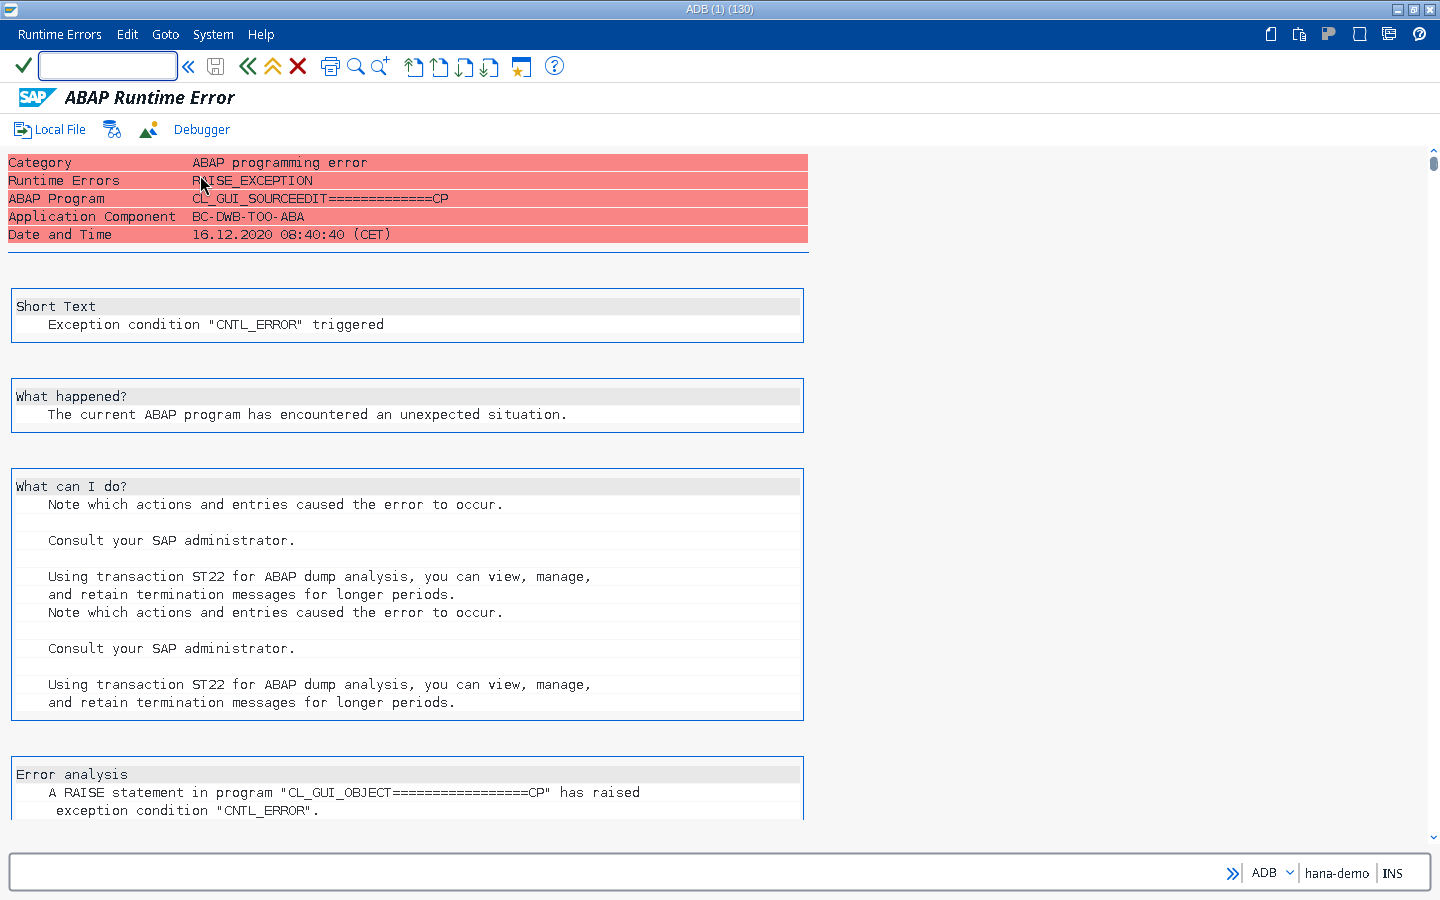 ADB (1) (130)
Runtime Errors Edit Goto System Help
SAP ABAP Runtime Error
Local File Debugger
Category ABAP programming error
Runtime Errors RAISE_EXCEPTION
ABAP Program CL_GUI_SOURCEEDIT=============CP
Application Component BC-DWB-TOO-ABA
Date and Time 16.12.2020 08:40:40 (CET)
Short Text
Exception condition "CNTL_ERROR" triggered
What happened?
The current ABAP program has encountered an unexpected situation.
What can I do?
Note which actions and entries caused the error to occur.
Consult your SAP administrator.
Using transaction ST22 for ABAP dump analysis, you can view, manage,
and retain termination messages for longer periods.
Note which actions and entries caused the error to occur.
Consult your SAP administrator.
Using transaction ST22 for ABAP dump analysis, you can view, manage,
and retain termination messages for longer periods.
Error analysis
A RAISE statement in program "CL_GUI_OBJECT=================CP" has raised
exception condition "CNTL_ERROR".
ADB hana-demo INS